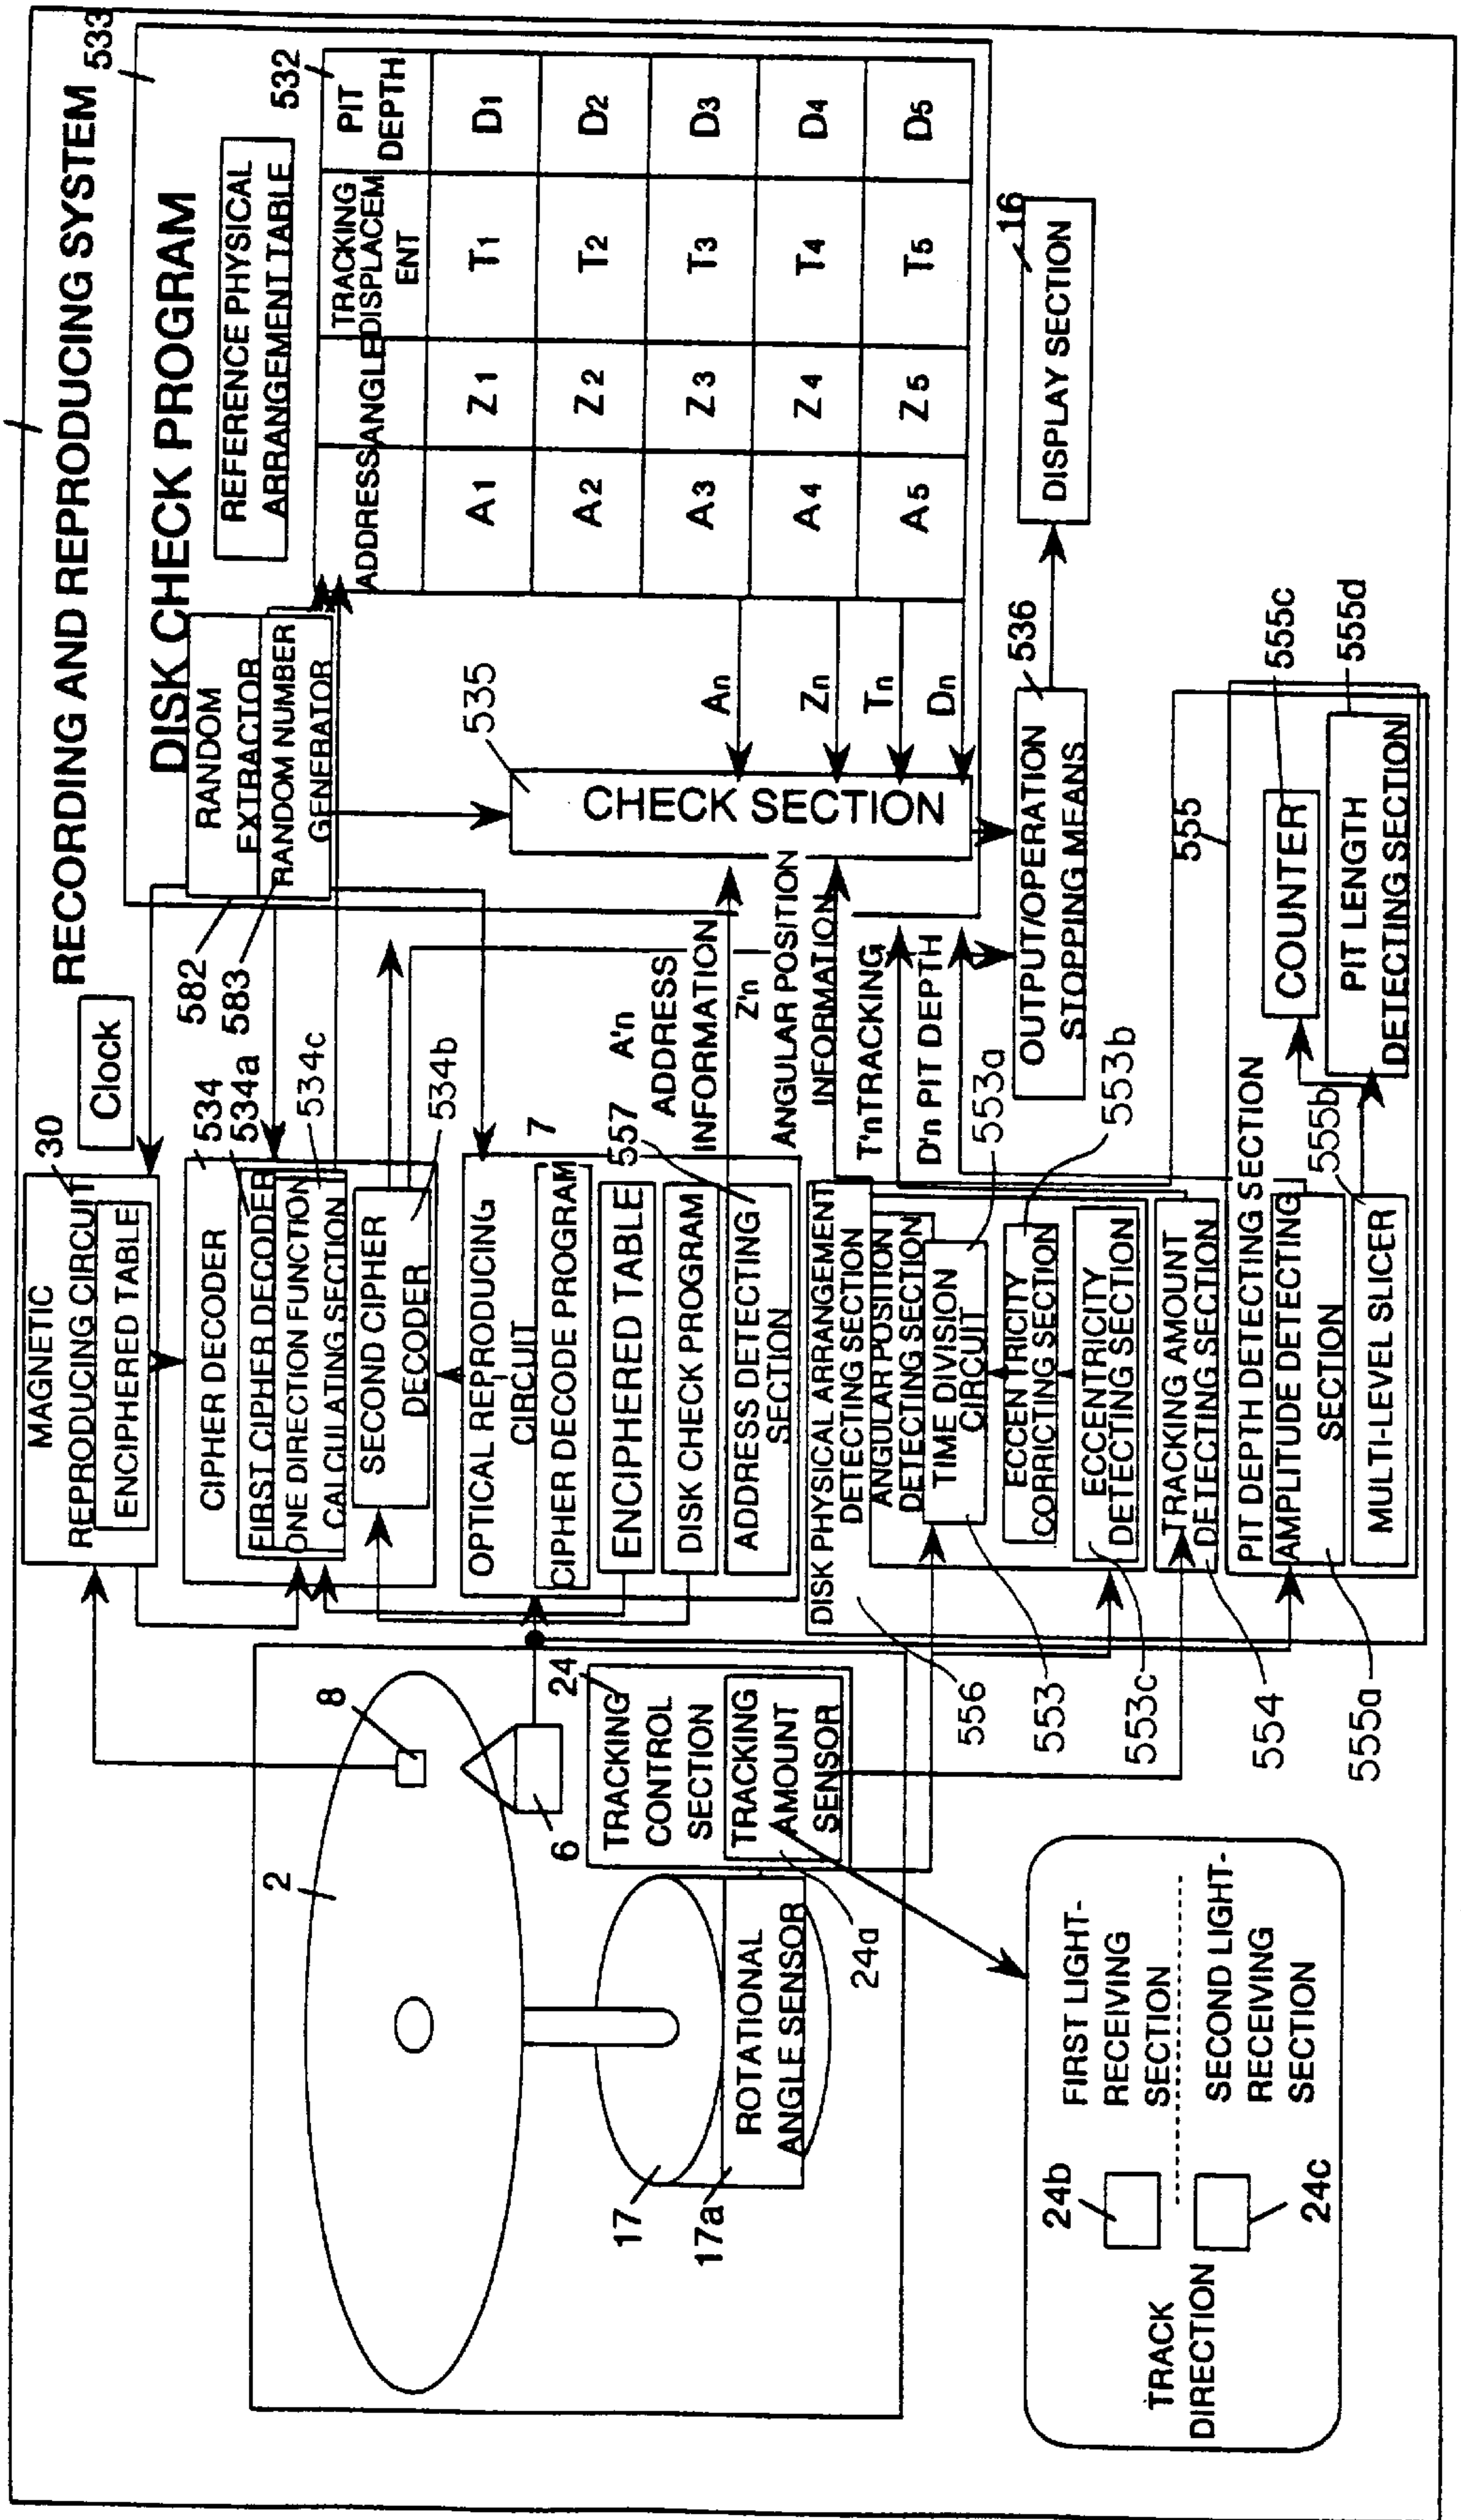 RECORDING AND REPRODUCING SYSTEM
533
DISK CHECK PROGRAM
REFERENCE PHYSICAL
ARRANGEMENT TABLE
532
ADDRESS
ANGLE
TRACKING
DISPLACEM
ENT
PIT
DEPTH
A1 Z1 T1 D1
A2 Z2 T2 D2
A3 Z3 T3 D3
A4 Z4 T4 D4
A5 Z5 T5 D5
RANDOM
EXTRACTOR
RANDOM NUMBER
GENERATOR
582
583
Clock
535
CHECK SECTION
An
Zn
Tn
Dn
30
MAGNETIC
REPRODUCING CIRCUIT
ENCIPHERED TABLE
534
534a
534c
534b
CIPHER DECODER
FIRST CIPHER DECODER
ONE DIRECTION FUNCTION
CALCULATING SECTION
SECOND CIPHER
DECODER
7
OPTICAL REPRODUCING
CIRCUIT
CIPHER DECODE PROGRAM
ENCIPHERED TABLE
DISK CHECK PROGRAM
ADDRESS DETECTING
SECTION
557
A'n
ADDRESS
INFORMATION
Z'n
ANGULAR POSITION
INFORMATION
T'n TRACKING
D'n PIT DEPTH
DISK PHYSICAL ARRANGEMENT
DETECTING SECTION
ANGULAR POSITION
DETECTING SECTION
TIME DIVISION
CIRCUIT
ECCENTRICITY
CORRICTING SECTION
ECCENTRICITY
DETECTING SECTION
TRACKING AMOUNT
DETECTING SECTION
553a
553b
556
553
553c
554
555a
PIT DEPTH DETECTING SECTION
AMPLITUDE DETECTING
SECTION
MULTI-LEVEL SLICER
555b
555
COUNTER
555c
PIT LENGTH
DETECTING SECTION
555d
OUTPUT/OPERATION
STOPPING MEANS
536
DISPLAY SECTION
16
2
8
6
24
TRACKING
CONTROL
SECTION
TRACKING
AMOUNT
SENSOR
24a
17
17a
ROTATIONAL
ANGLE SENSOR
FIRST LIGHT-
RECEIVING
SECTION
SECOND LIGHT-
RECEIVING
SECTION
24b
24c
TRACK
DIRECTION